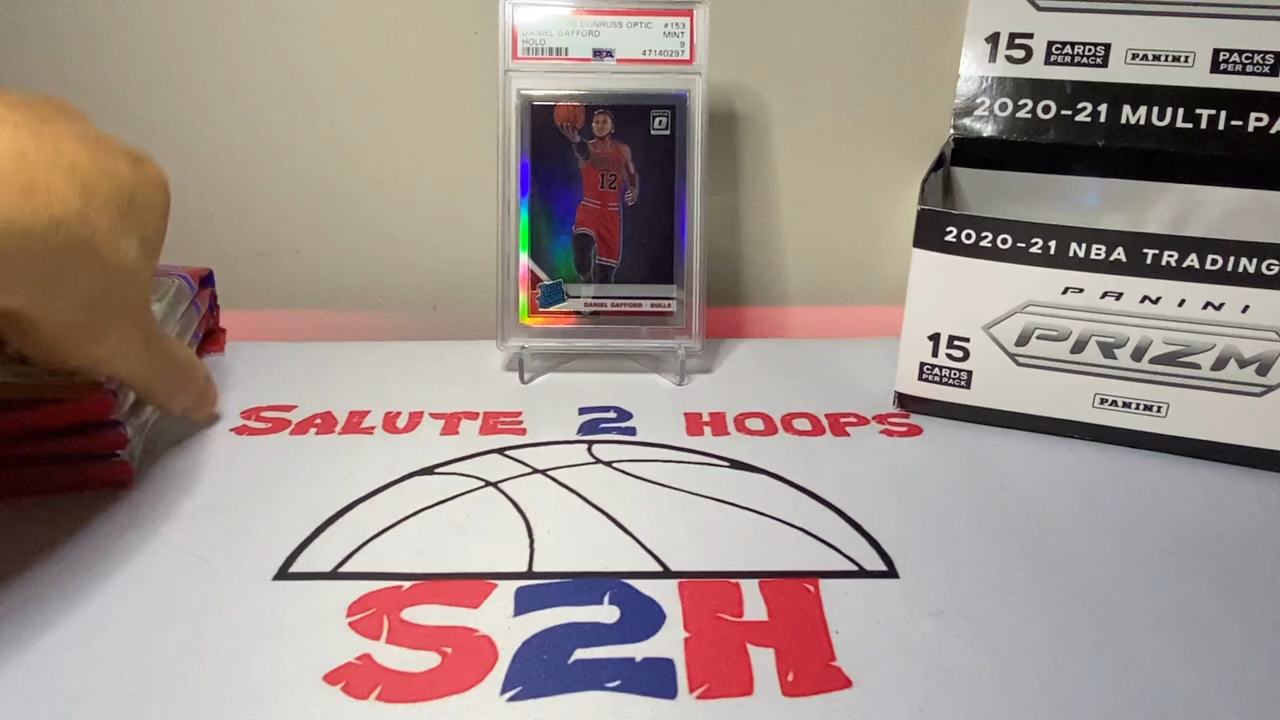 DONRUSS OPTIC #153
DANIEL GAFFORD MINT
HOLO 9
PSA 47140297
OPTIC
12
DANIEL GAFFORD · BULLS
15 CARDS PER PACK PANINI PACKS PER BOX
2020-21 MULTI-PA
2020-21 NBA TRADING
PANINI
PRIZM
15
CARDS
PER PACK
PANINI
SALUTE 2 HOOPS
S2H